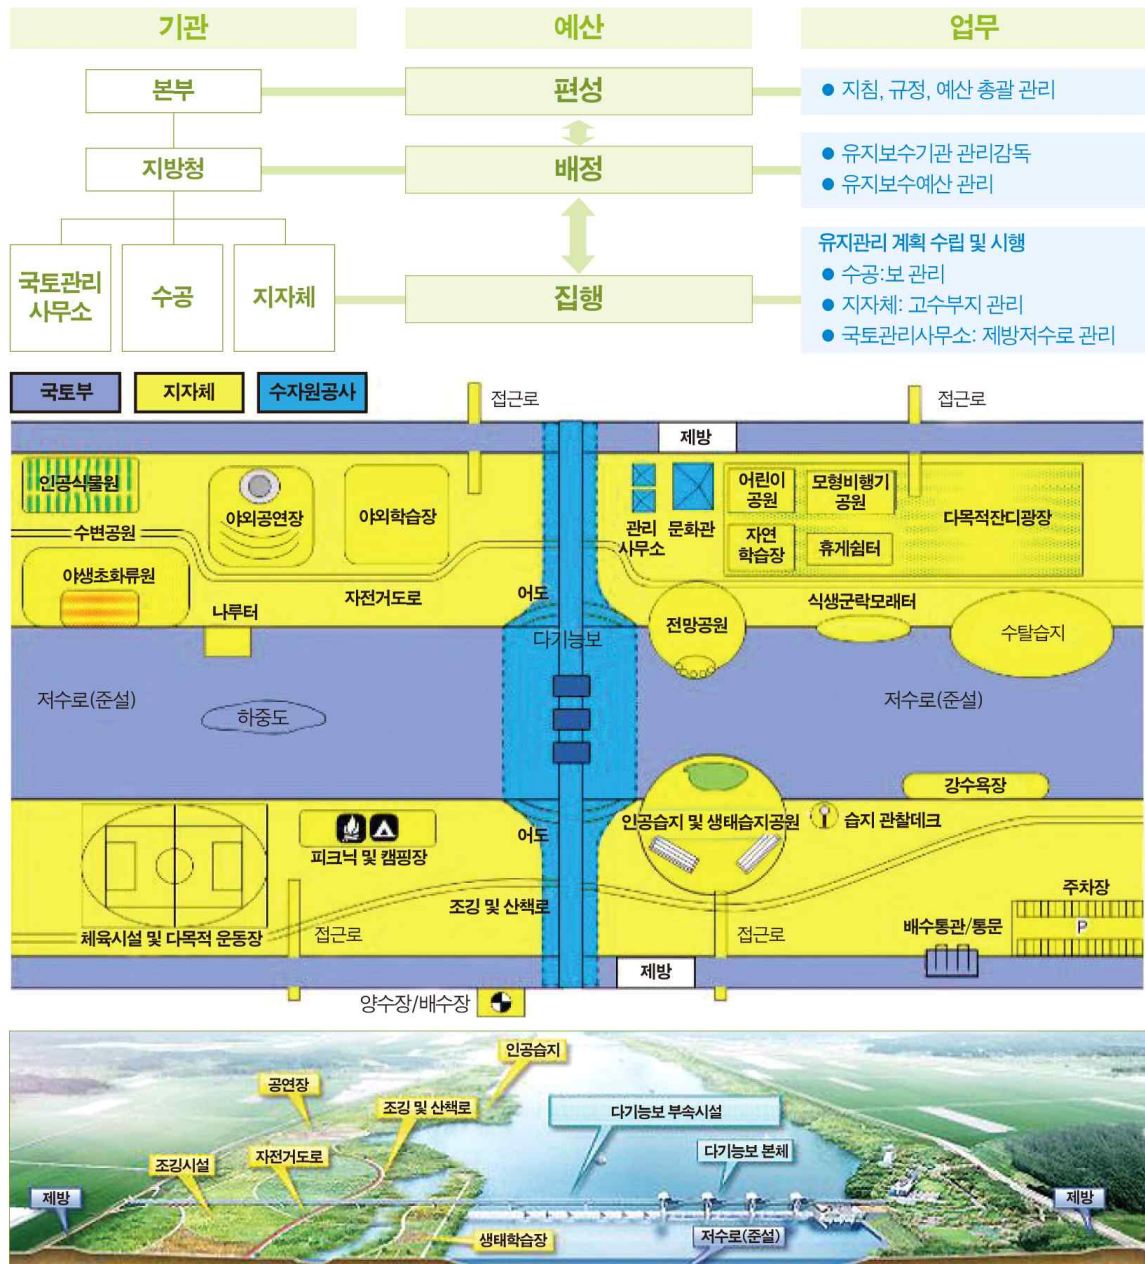 기관
예산
업무
본부
편성
● 지침, 규정, 예산 총괄 관리
지방청
배정
● 유지보수기관 관리감독
● 유지보수예산 관리
국토관리
사무소
수공
지자체
집행
유지관리 계획 수립 및 시행
● 수공:보 관리
● 지자체: 고수부지 관리
● 국토관리사무소: 제방저수로 관리
국토부
지자체
수자원공사
접근로
접근로
제방
인공식물원
야외공연장
야외학습장
수변공원
야생초화류원
나루터
자전거도로
어도
관리
사무소
문화관
어린이
공원
모형비행기
공원
자연
학습장
휴게쉼터
다목적잔디광장
전망공원
식생군락모래터
수탈습지
다기능보
저수로(준설)
하중도
저수로(준설)
강수욕장
어도
인공습지 및 생태습지공원
습지 관찰데크
피크닉 및 캠핑장
조깅 및 산책로
체육시설 및 다목적 운동장
접근로
접근로
배수통관/통문
주차장
P
제방
양수장/배수장
인공습지
공연장
조깅 및 산책로
다기능보 부속시설
조깅시설
자전거도로
다기능보 본체
제방
제방
생태학습장
저수로(준설)